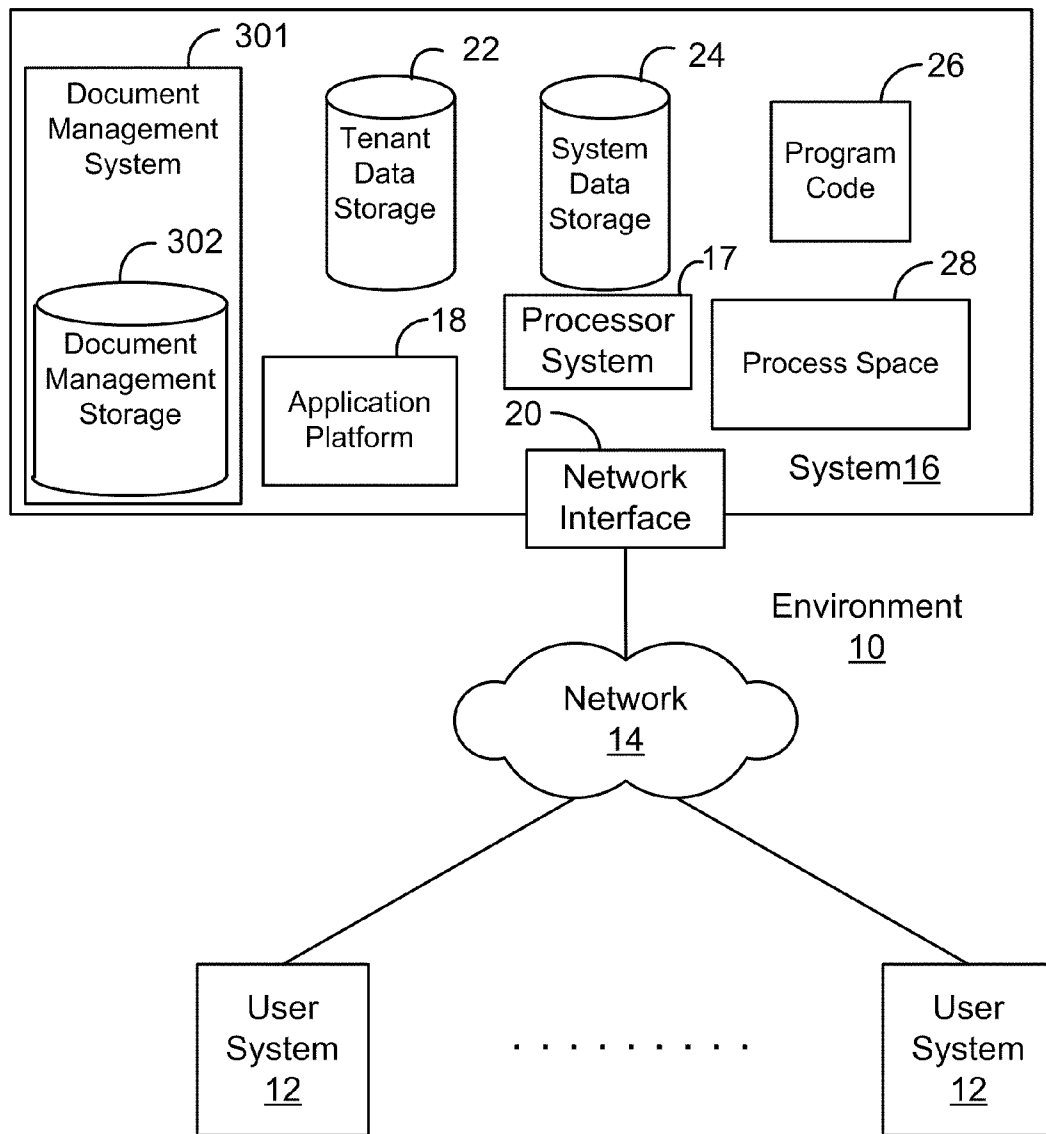 301
Document
Management
System
302
Document
Management
Storage
22
Tenant
Data
Storage
24
System
Data
Storage
26
Program
Code
18
Application
Platform
17
Processor
System
28
Process Space
20
Network
Interface
System16
Environment
10
Network
14
User
System
12
. . . . . . . . .
User
System
12